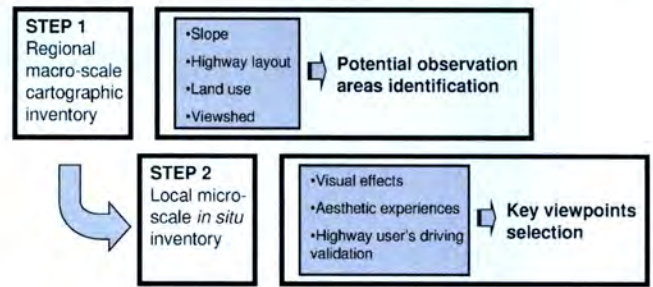 STEP 1
Regional
macro-scale
cartographic
inventory
•Slope
•Highway layout
•Land use
•Viewshed
Potential observation
areas identification
STEP 2
Local micro-
scale in situ
inventory
•Visual effects
•Aesthetic experiences
•Highway user's driving
validation
Key viewpoints
selection